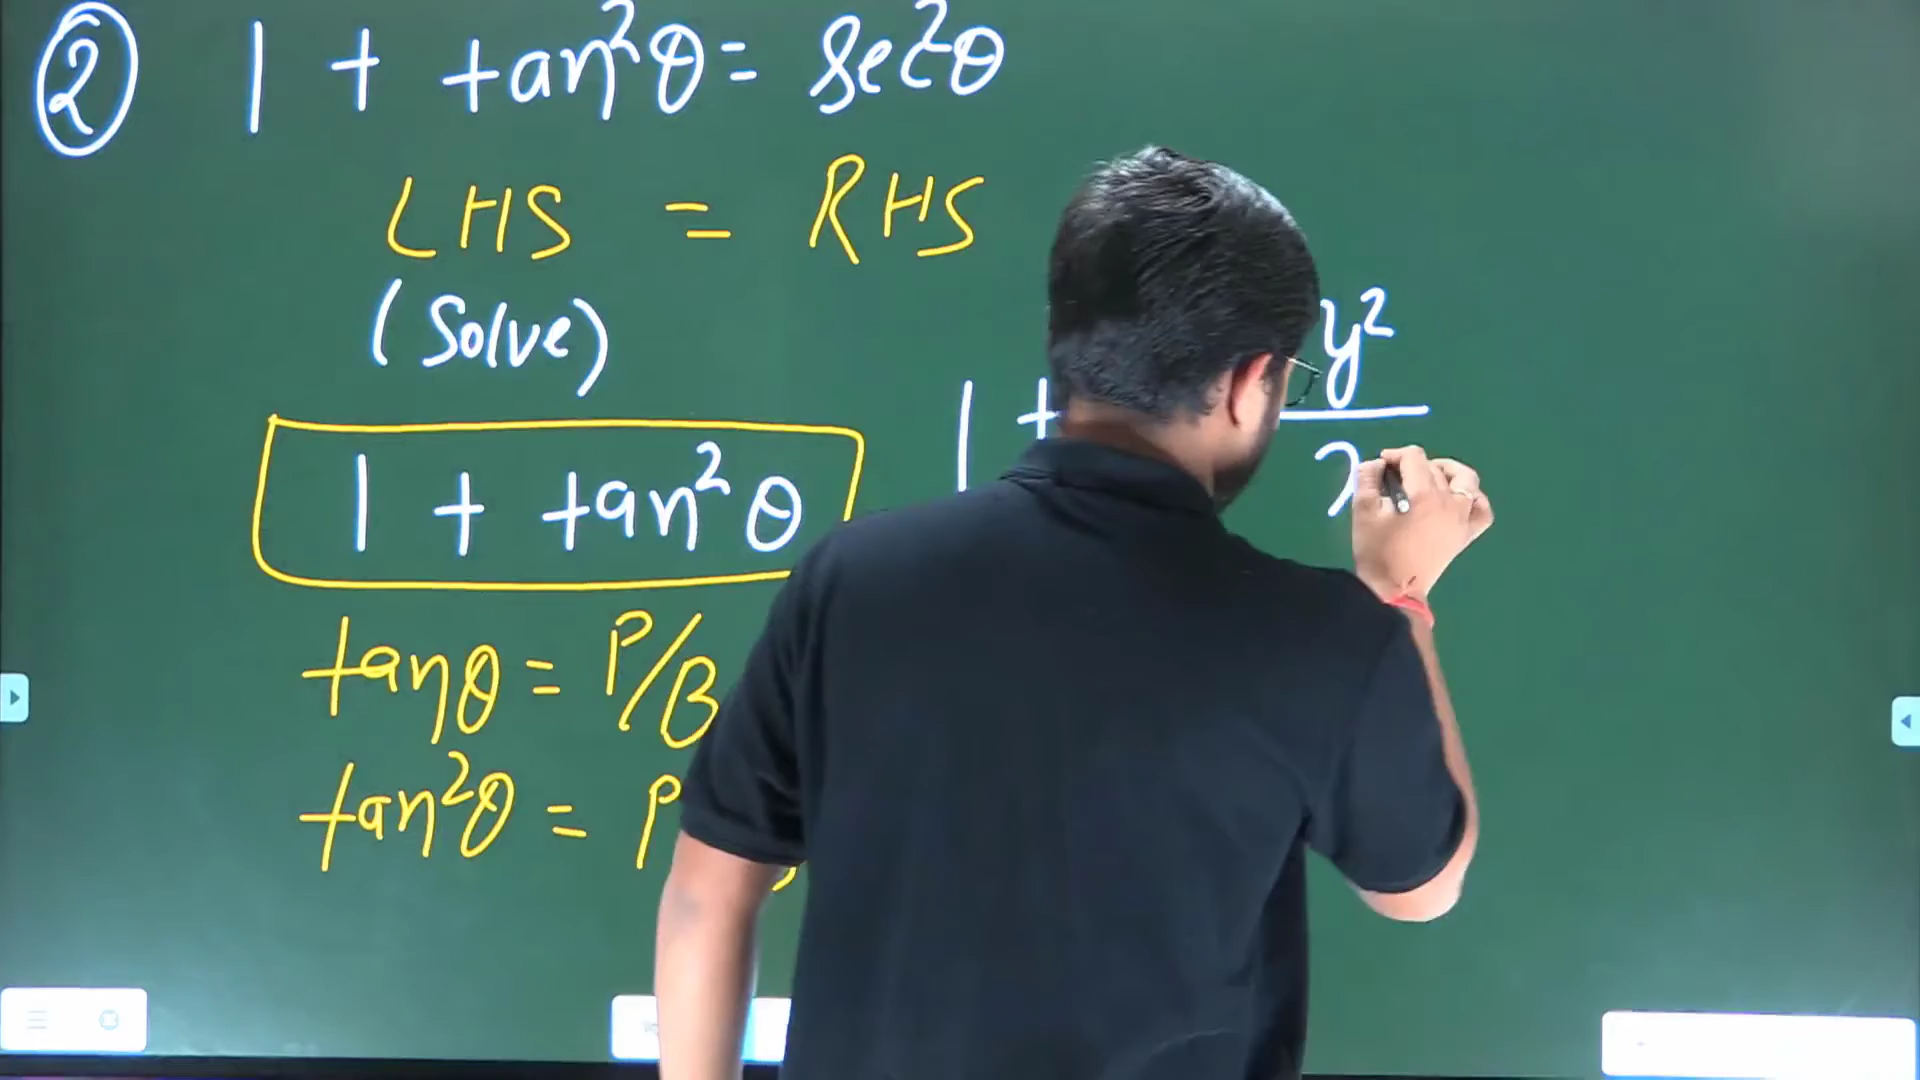 ② 1 + tan²θ = sec²θ
LHS = RHS
(Solve)
1 + tan²θ
1 + y²/x
tanθ = P/B
tan²θ = P